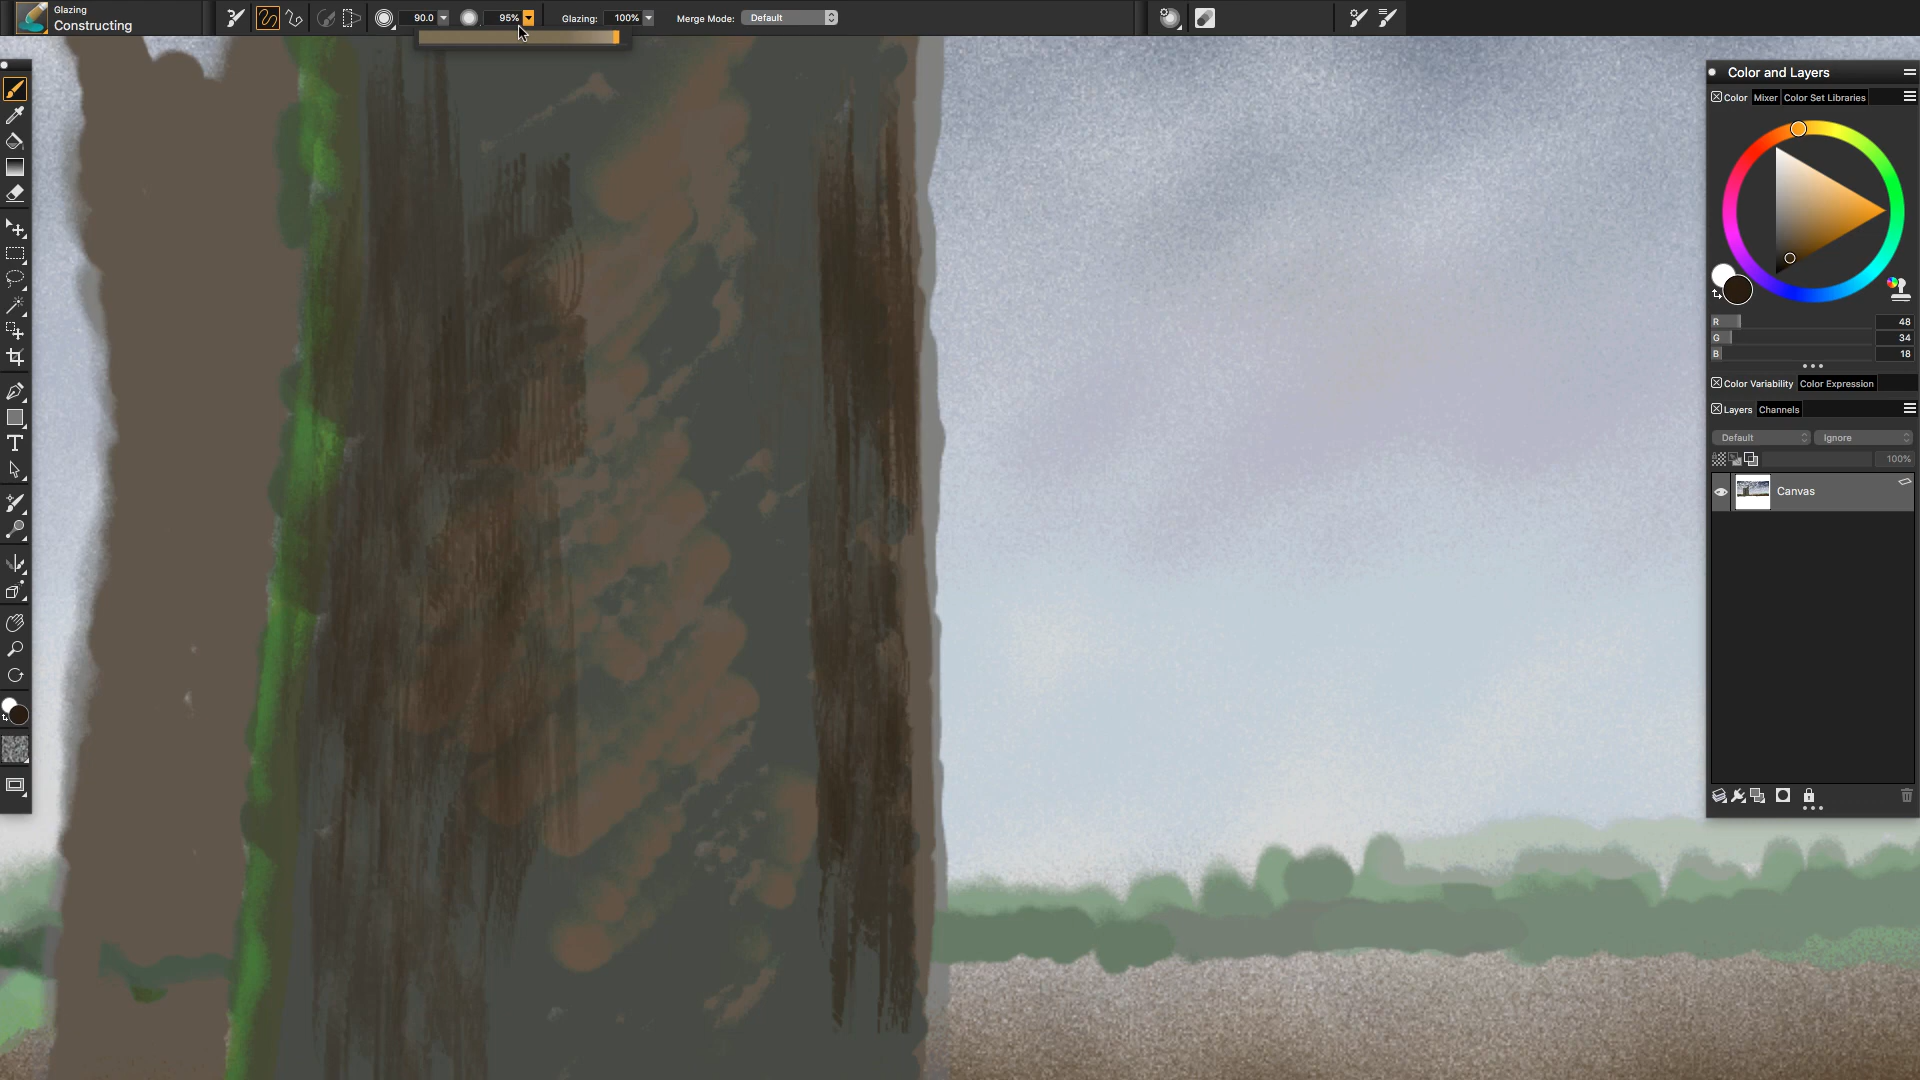 Glazing
Constructing
90.0
95%
Glazing: 100%
Merge Mode: Default
Color and Layers
Color Mixer Color Set Libraries
R 48
G 34
B 18
Color Variability Color Expression
Layers Channels
Default Ignore
100%
Canvas
T